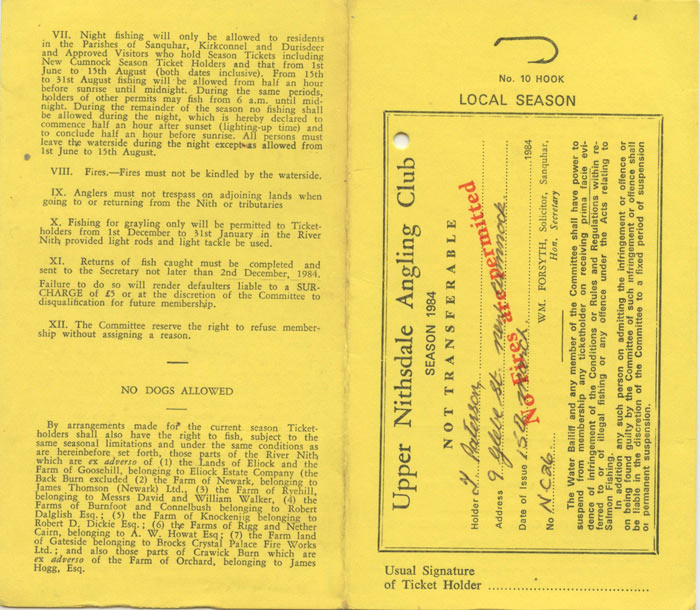 VII. Night fishing will only be allowed to residents
in the Parishes of Sanquhar, Kirkconnel and Durisdeer
and Approved Visitors who hold Season Tickets including
New Cumnock Season Ticket Holders and that from 1st
June to 15th August (both dates inclusive). From 15th
to 31st August fishing will be allowed from half an hour
before sunrise until midnight. During the same periods,
holders of other permits may fish from 6 a.m. until mid-
night. During the remainder of the season no fishing shall
be allowed during the night, which is hereby declared to
commence half an hour after sunset (lighting-up time) and
to conclude half an hour before sunrise. All persons must
leave the waterside during the night except as allowed from
1st June to 15th August.
VIII. Fires.—Fires must not be kindled by the waterside.
IX. Anglers must not trespass on adjoining lands when
going to or returning from the Nith or tributaries
X. Fishing for grayling only will be permitted to Ticket-
holders from 1st December to 31st January in the River
Nith provided light rods and light tackle be used.
XI. Returns of fish caught must be completed and
sent to the Secretary not later than 2nd December, 1984.
Failure to do so will render defaulters liable to a SUR-
CHARGE of £5 or at the discretion of the Committee to
disqualification for future membership.
XII. The Committee reserve the right to refuse member-
ship without assigning a reason.
NO DOGS ALLOWED
By arrangements made for the current season Ticket-
holders shall also have the right to fish, subject to the
same seasonal limitations and under the same conditions as
are hereinbefore set forth, those parts of the River Nith
which are ex adverso of (1) the Lands of Eliock and the
Farm of Goosehill, belonging to Eliock Estate Company (the
Back Burn excluded (2) the Farm of Newark, belonging to
James Thomson (Newark) Ltd., (3) the Farm of Ryehill,
belonging to Messrs David and William Walker, (4) the
Farms of Burnfoot and Connelbush belonging to Robert
Dalglish Esq.; (5) the Farm of Knockenjig belonging to
Robert D. Dickie Esq.; (6) the Farms of Rigg and Nether
Cairn, belonging to A. W. Howat Esq; (7) the Farm land
of Gateside belonging to Brocks Crystal Palace Fire Works
Ltd.; and also those parts of Crawick Burn which are
ex adverso of the Farm of Orchard, belonging to James
Hogg, Esq.
No. 10 HOOK
LOCAL SEASON
Upper Nithsdale Angling Club
SEASON 1984
NOT TRANSFERABLE
Holder Y Paterson
Address 9 Glebe St New Cumnock
Date of Issue 15th March 1984
No Fires are permitted
No NC26
WM. FORSYTH, Solicitor, Sanquhar,
Hon. Secretary
The Water Bailiff and any member of the Committee shall have power to
suspend from membership any ticketholder on receiving prima facie evi-
dence of infringement of the Conditions or Rules and Regulations within re-
ferred to or of illegal fishing or any offence under the Acts relating to
Salmon Fishing.
In addition any such person on admitting the infringement or offence or
on being found guilty by the Committee of such infringement or offence shall
be liable in the discretion of the Committee to a fixed period of suspension
or permanent suspension.
Usual Signature
of Ticket Holder